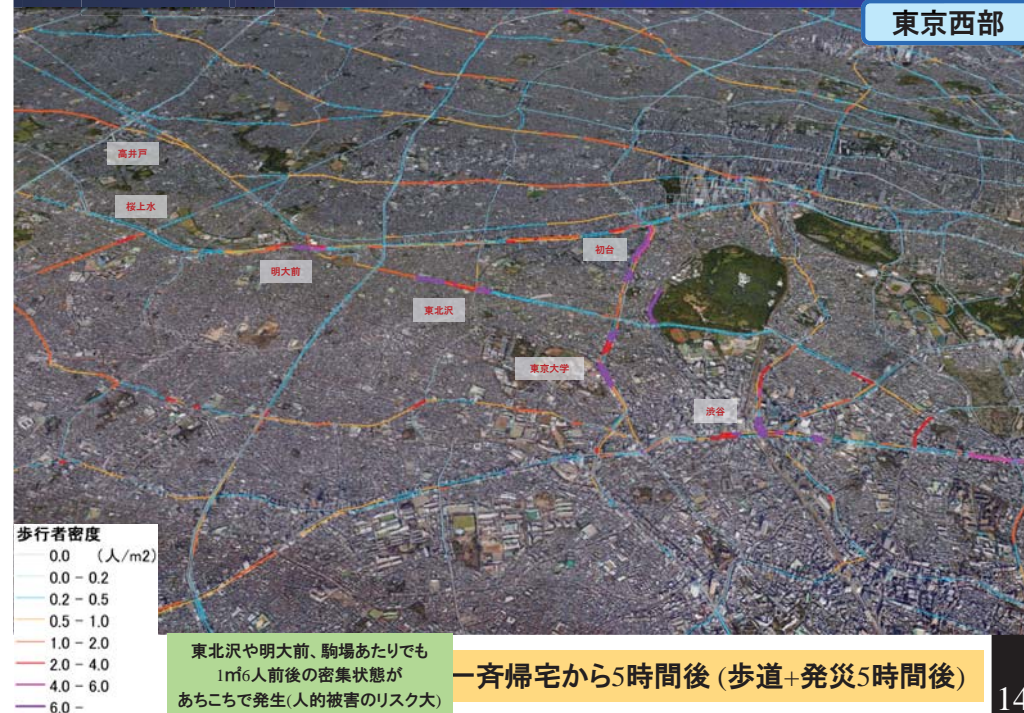 東京西部
高井戸
桜上水
明大前
初台
東北沢
東京大学
渋谷
歩行者密度
0.0 (人/m2)
0.0 - 0.2
0.2 - 0.5
0.5 - 1.0
1.0 - 2.0
2.0 - 4.0
4.0 - 6.0
6.0 -
東北沢や明大前、駒場あたりでも
1㎡6人前後の密集状態が
あちこちで発生(人的被害のリスク大)
一斉帰宅から5時間後 (歩道+発災5時間後)
14